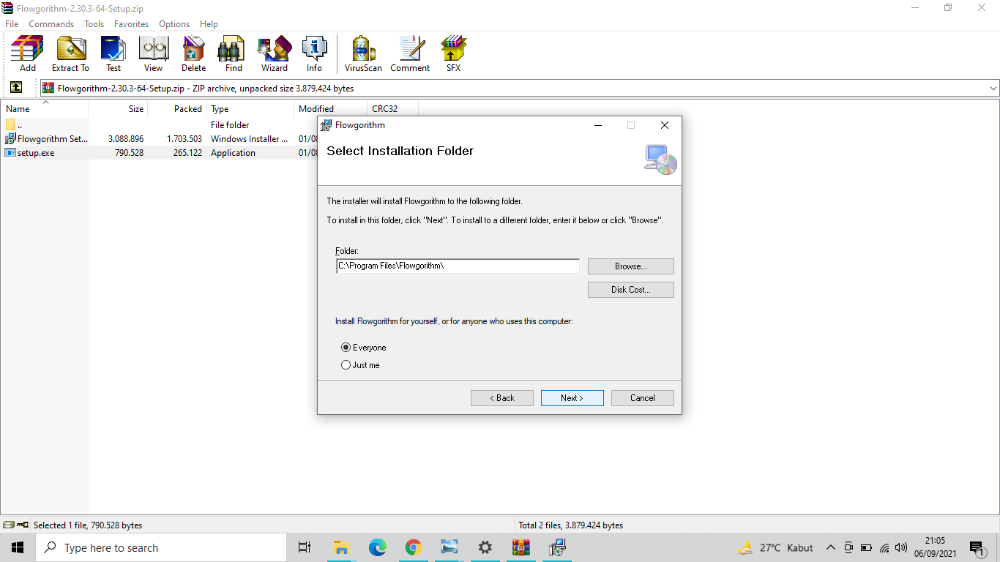 Flowgorithm-2.30.3-64-Setup.zip
File Commands Tools Favorites Options Help
Add Extract To Test View Delete Find Wizard Info VirusScan Comment SFX
Flowgorithm-2.30.3-64-Setup.zip - ZIP archive, unpacked size 3.879.424 bytes
Name Size Packed Type Modified CRC32
.. File folder
Flowgorithm Set... 3.088.896 1.703.503 Windows Installer ... 01/08
setup.exe 790.528 265.122 Application 01/08
Flowgorithm
Select Installation Folder
The installer will install Flowgorithm to the following folder.
To install in this folder, click "Next". To install to a different folder, enter it below or click "Browse".
Folder:
C:\Program Files\Flowgorithm\
Browse...
Disk Cost...
Install Flowgorithm for yourself, or for anyone who uses this computer:
Everyone
Just me
< Back Next > Cancel
Selected 1 file, 790.528 bytes Total 2 files, 3.879.424 bytes
Type here to search 27°C Kabut 21:05
06/09/2021 1